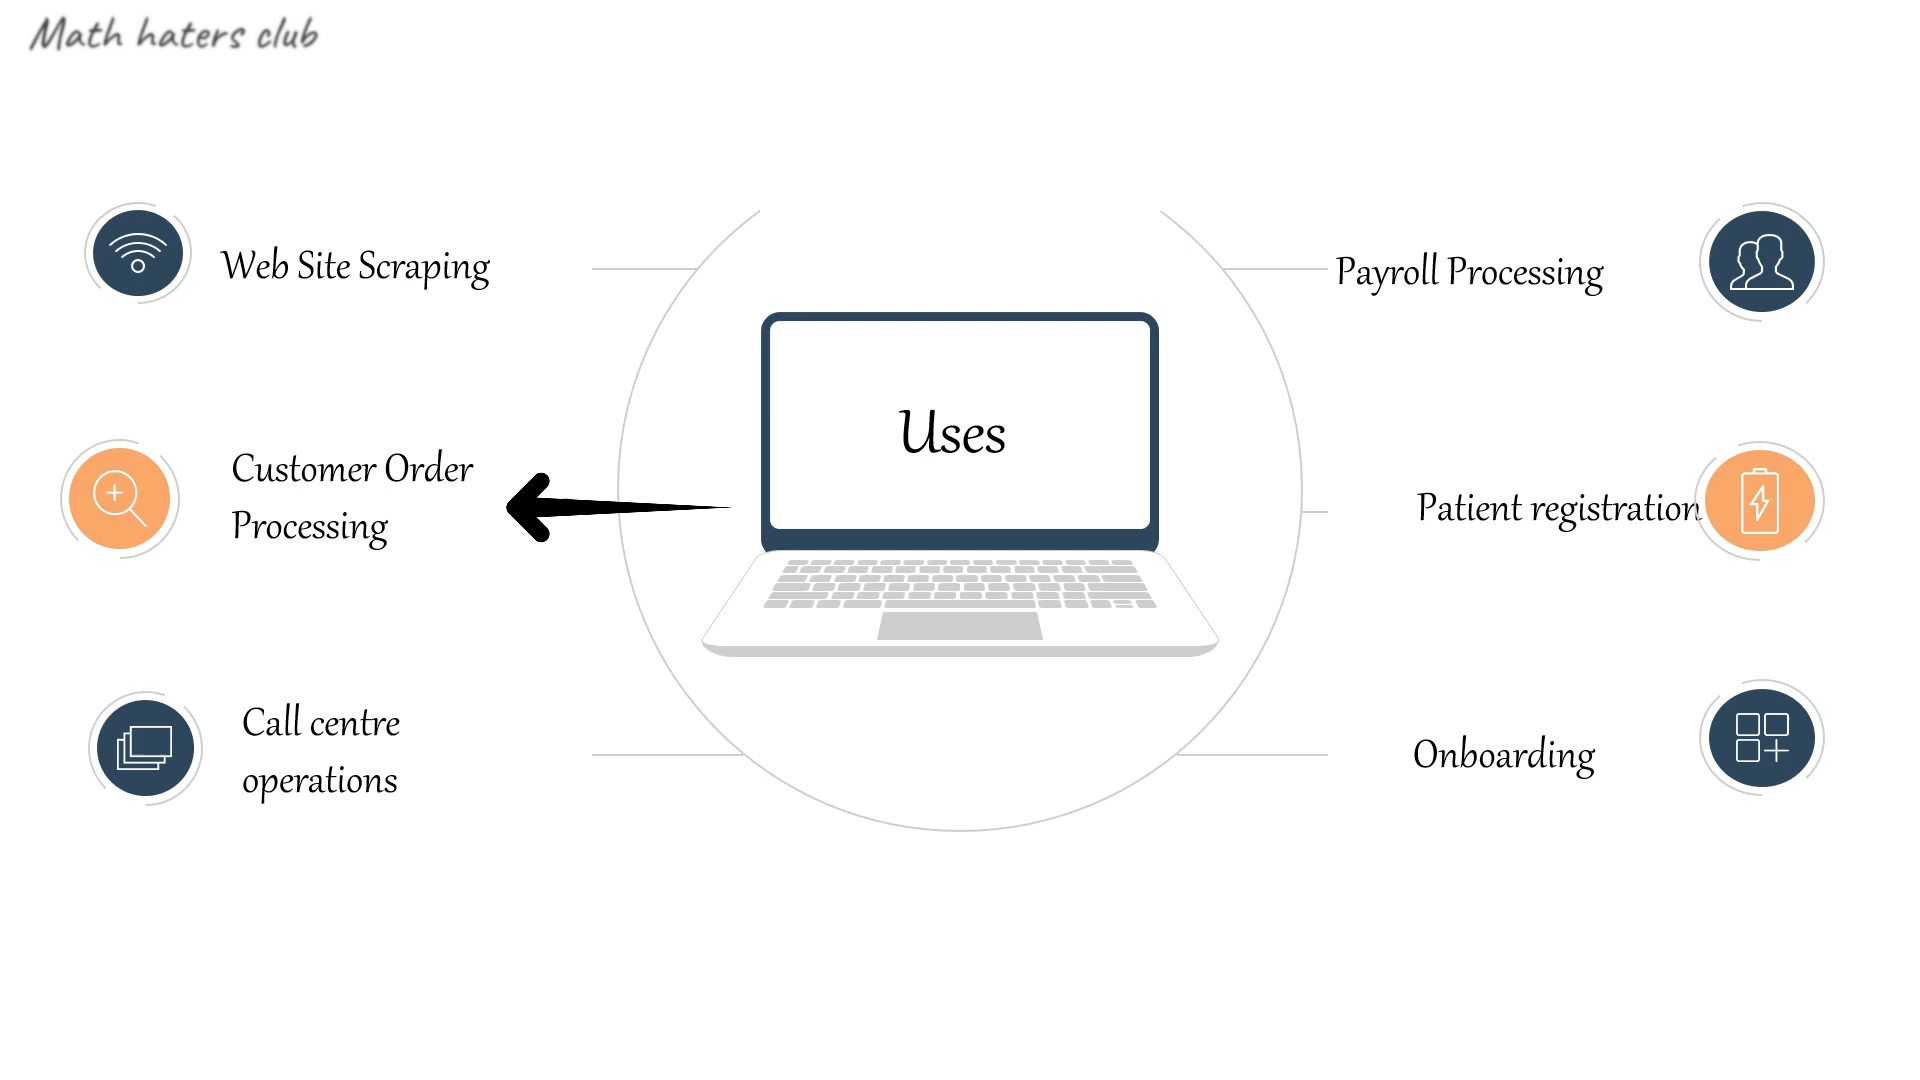 Math haters club
Web Site Scraping
Customer Order
Processing
Call centre
operations
Uses
Payroll Processing
Patient registration
Onboarding